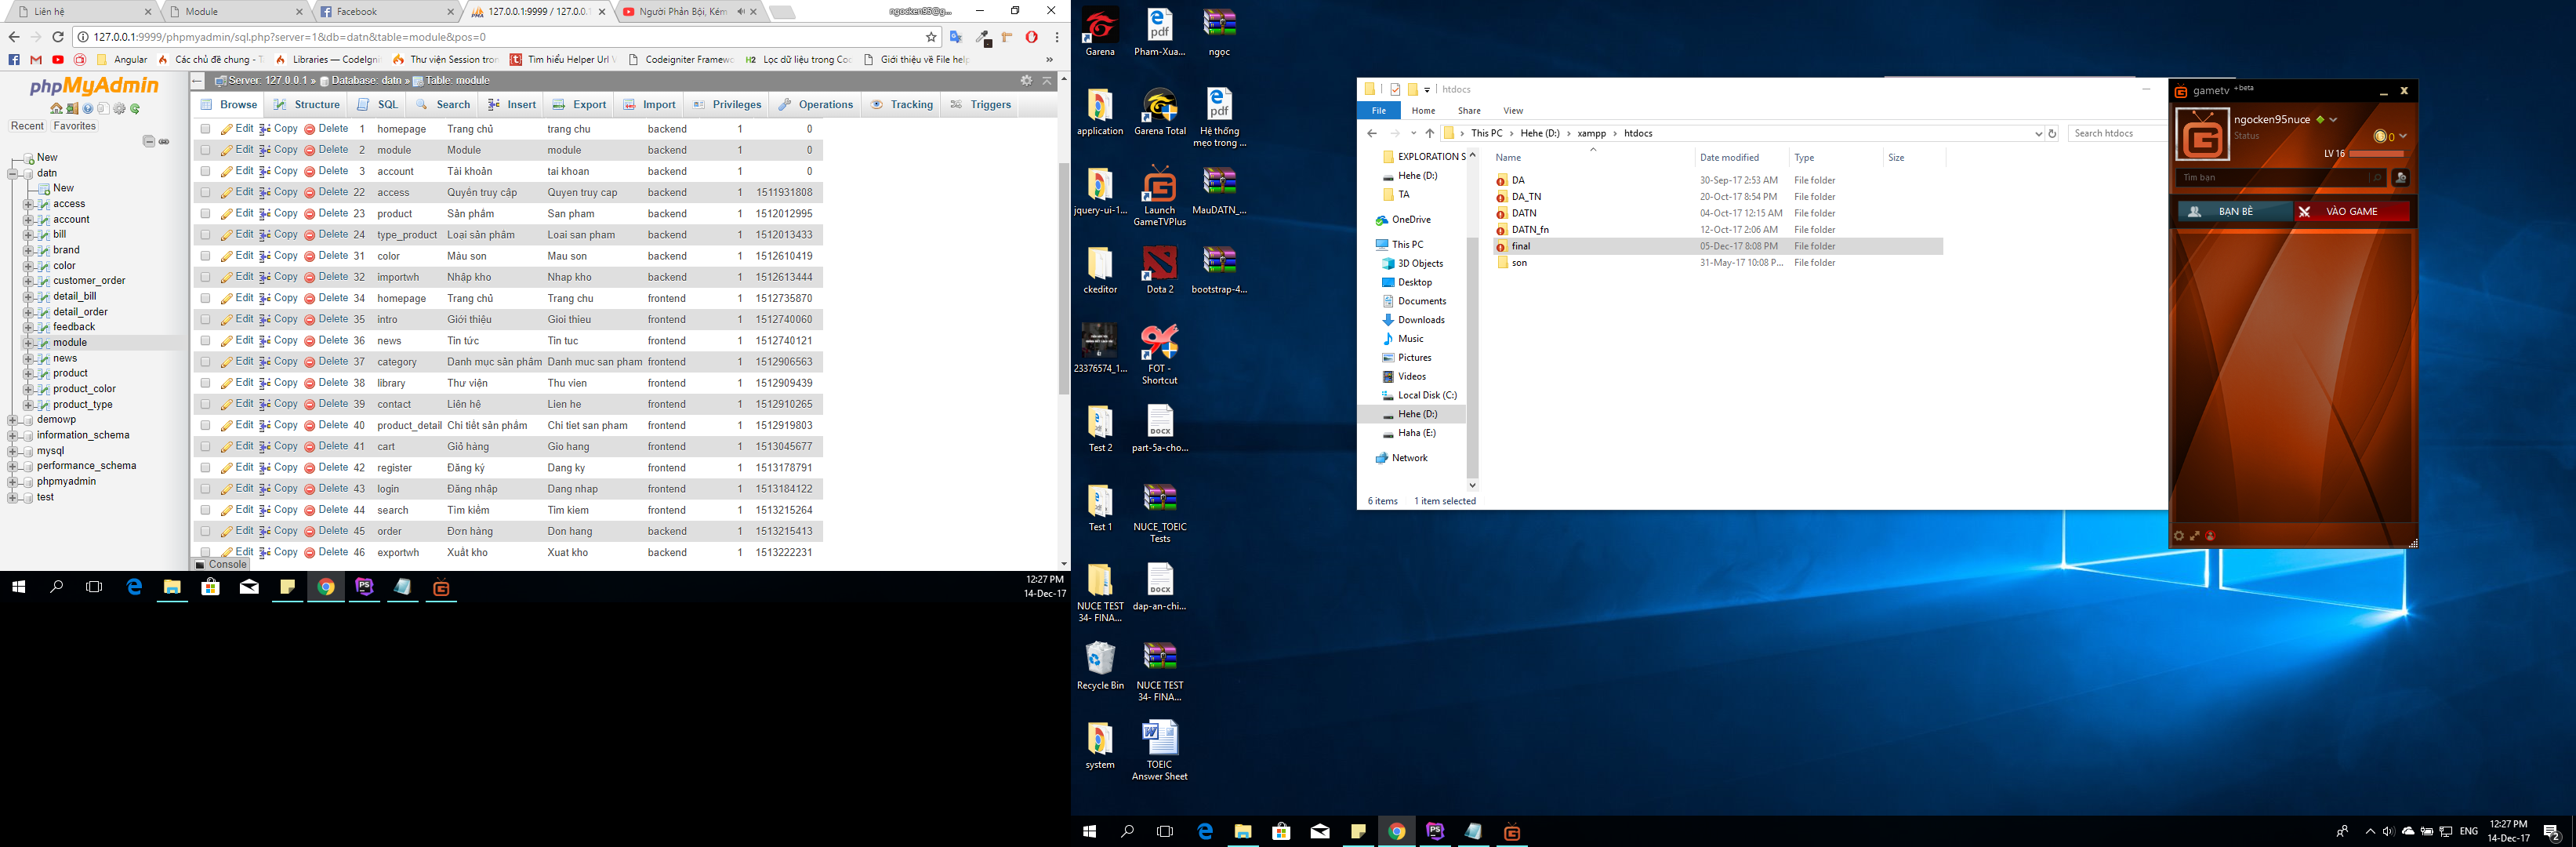 Liên hệ
Module
Facebook
127.0.0.1:9999 / 127.0.0.1
Người Phản Bội, Kém
ngocken95@g...
127.0.0.1:9999/phpmyadmin/sql.php?server=1&db=datn&table=module&pos=0
Angular
Các chủ đề chung - T
Libraries — CodeIgni
Thư viện Session tron
Tìm hiểu Helper Url V
Codeigniter Framewo
H2 Lọc dữ liệu trong Coc
Giới thiệu về File help
»
phpMyAdmin
Recent Favorites
New
datn
New
access
account
bill
brand
color
customer_order
detail_bill
detail_order
feedback
module
news
product
product_color
product_type
demowp
information_schema
mysql
performance_schema
phpmyadmin
test
Server: 127.0.0.1 » Database: datn » Table: module
Browse Structure SQL Search Insert Export Import Privileges Operations Tracking Triggers
Edit Copy Delete 1 homepage Trang chủ trang chu backend 1 0
Edit Copy Delete 2 module Module module backend 1 0
Edit Copy Delete 3 account Tài khoản tai khoan backend 1 0
Edit Copy Delete 22 access Quyền truy cập Quyen truy cap backend 1 1511931808
Edit Copy Delete 23 product Sản phẩm San pham backend 1 1512012995
Edit Copy Delete 24 type_product Loại sản phẩm Loai san pham backend 1 1512013433
Edit Copy Delete 31 color Màu son Mau son backend 1 1512610419
Edit Copy Delete 32 importwh Nhập kho Nhap kho backend 1 1512613444
Edit Copy Delete 34 homepage Trang chủ Trang chu frontend 1 1512735870
Edit Copy Delete 35 intro Giới thiệu Gioi thieu frontend 1 1512740060
Edit Copy Delete 36 news Tin tức Tin tuc frontend 1 1512740121
Edit Copy Delete 37 category Danh mục sản phẩm Danh muc san pham frontend 1 1512906563
Edit Copy Delete 38 library Thư viện Thu vien frontend 1 1512909439
Edit Copy Delete 39 contact Liên hệ Lien he frontend 1 1512910265
Edit Copy Delete 40 product_detail Chi tiết sản phẩm Chi tiet san pham frontend 1 1512919803
Edit Copy Delete 41 cart Giỏ hàng Gio hang frontend 1 1513045677
Edit Copy Delete 42 register Đăng ký Dang ky frontend 1 1513178791
Edit Copy Delete 43 login Đăng nhập Dang nhap frontend 1 1513184122
Edit Copy Delete 44 search Tìm kiếm Tim kiem frontend 1 1513215264
Edit Copy Delete 45 order Đơn hàng Don hang backend 1 1513215413
Edit Copy Delete 46 exportwh Xuất kho Xuat kho backend 1 1513222231
Console
12:27 PM
14-Dec-17
Garena
Pham-Xua...
ngọc
application
Garena Total
Hệ thống
mẹo trong ...
jquery-ui-1...
Launch
GameTVPlus
MauDATN_...
ckeditor
Dota 2
bootstrap-4...
23376574_1...
FOT -
Shortcut
Test 2
part-5a-cho...
Test 1
NUCE_TOEIC
Tests
NUCE TEST
34- FINA...
dap-an-chi...
Recycle Bin
NUCE TEST
34- FINA...
system
TOEIC
Answer Sheet
htdocs
File Home Share View
This PC > Hehe (D:) > xampp > htdocs
Search htdocs
EXPLORATION S
Hehe (D:)
TA
OneDrive
This PC
3D Objects
Desktop
Documents
Downloads
Music
Pictures
Videos
Local Disk (C:)
Hehe (D:)
Haha (E:)
Network
Name Date modified Type Size
DA 30-Sep-17 2:53 AM File folder
DA_TN 20-Oct-17 8:54 PM File folder
DATN 04-Oct-17 12:15 AM File folder
DATN_fn 12-Oct-17 2:06 AM File folder
final 05-Dec-17 8:08 PM File folder
son 31-May-17 10:08 P... File folder
6 items 1 item selected
gametv +beta
ngocken95nuce
Status
0
LV 16
Tìm bạn
BẠN BÈ
VÀO GAME
ENG
12:27 PM
14-Dec-17
2